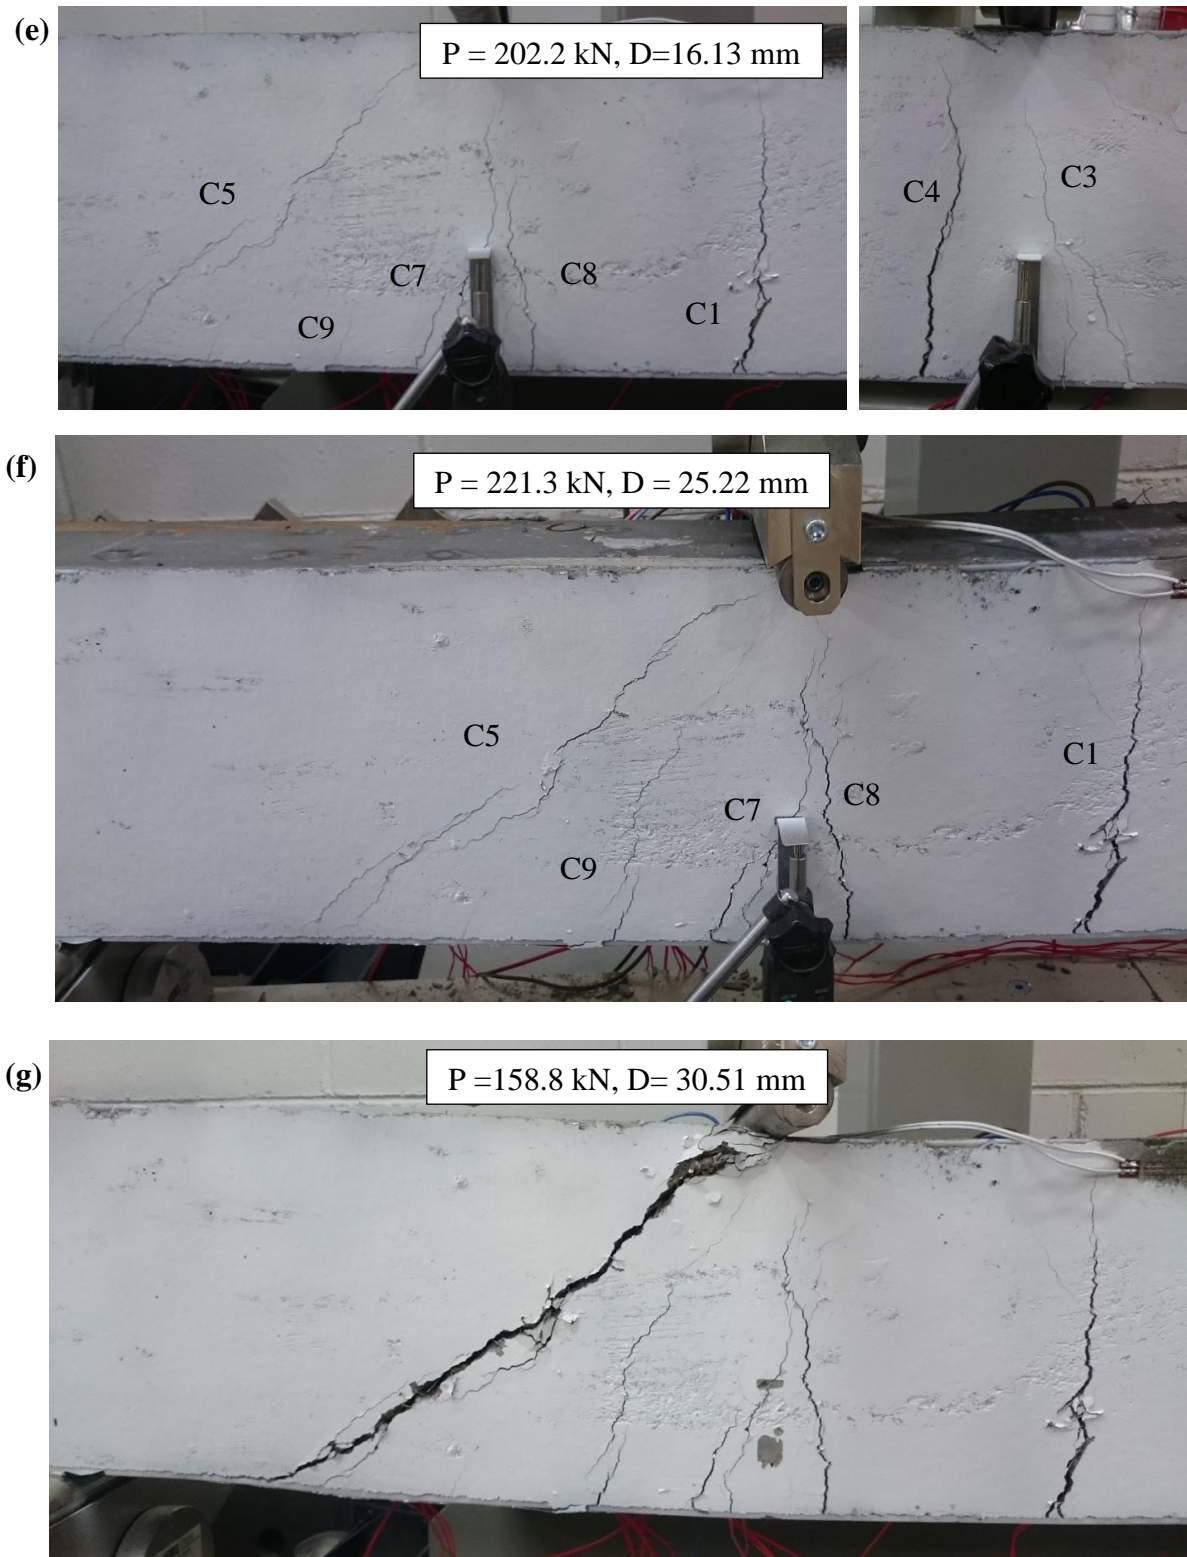 (e)
P = 202.2 kN, D=16.13 mm
C5
C4
C3
C7
C8
C9
C1
(f)
P = 221.3 kN, D = 25.22 mm
C5
C1
C7
C8
C9
(g)
P =158.8 kN, D= 30.51 mm